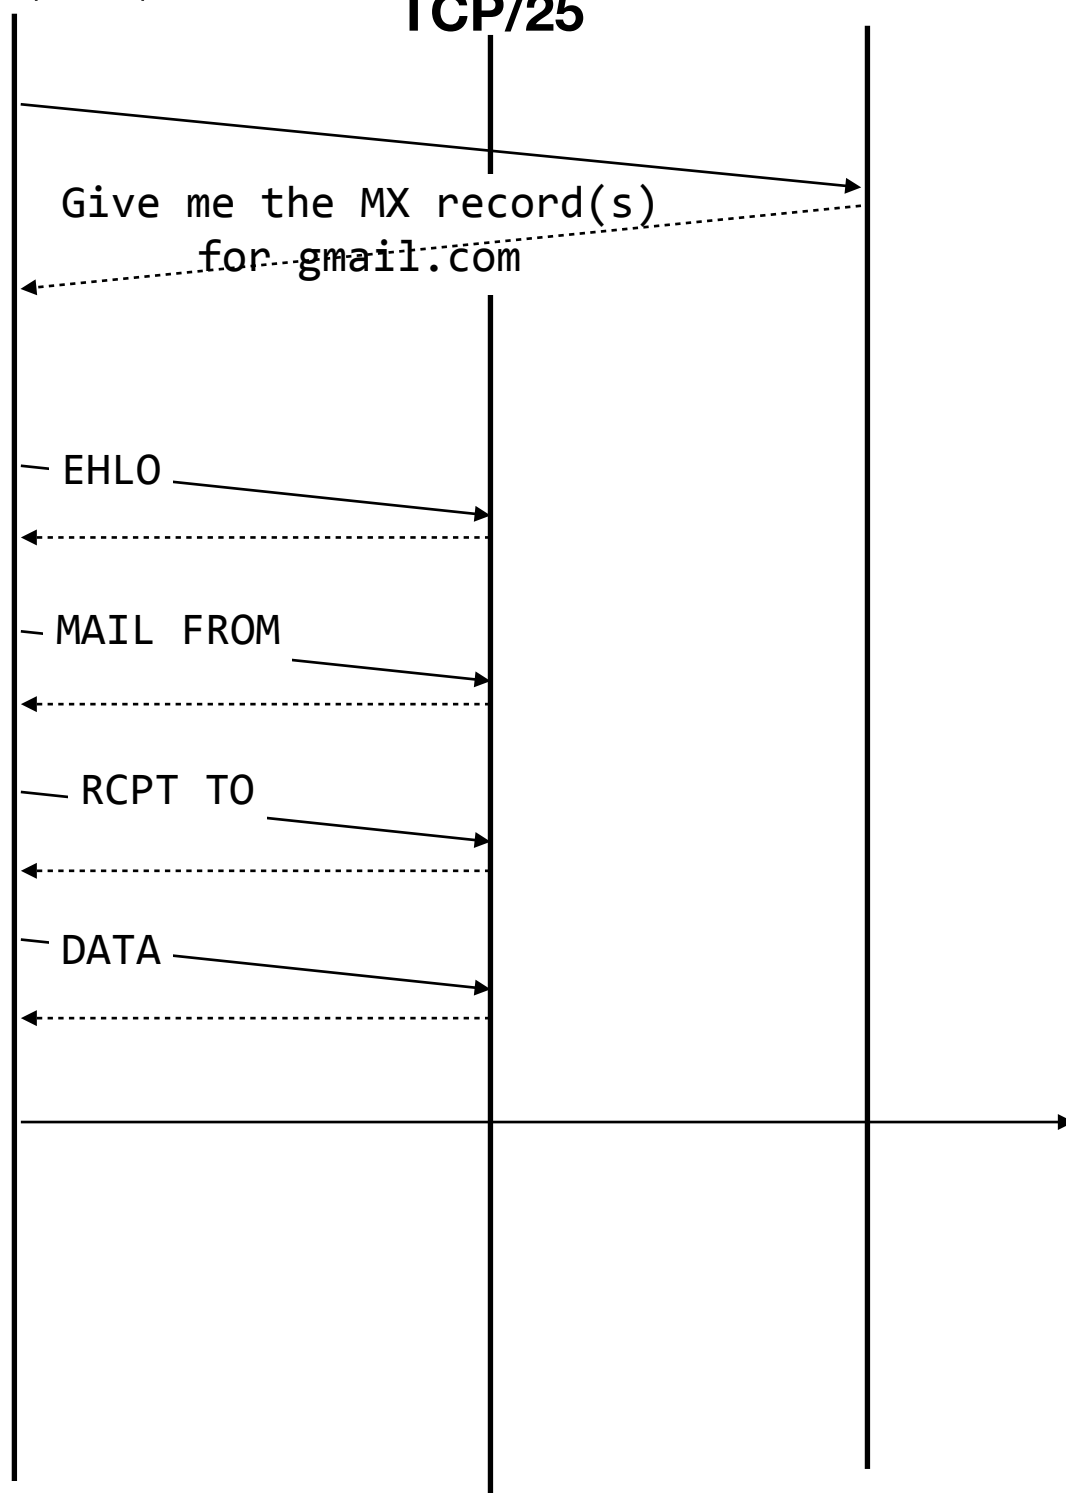 TCP/25
Give me the MX record(s)
for gmail.com
EHLO
MAIL FROM
RCPT TO
DATA